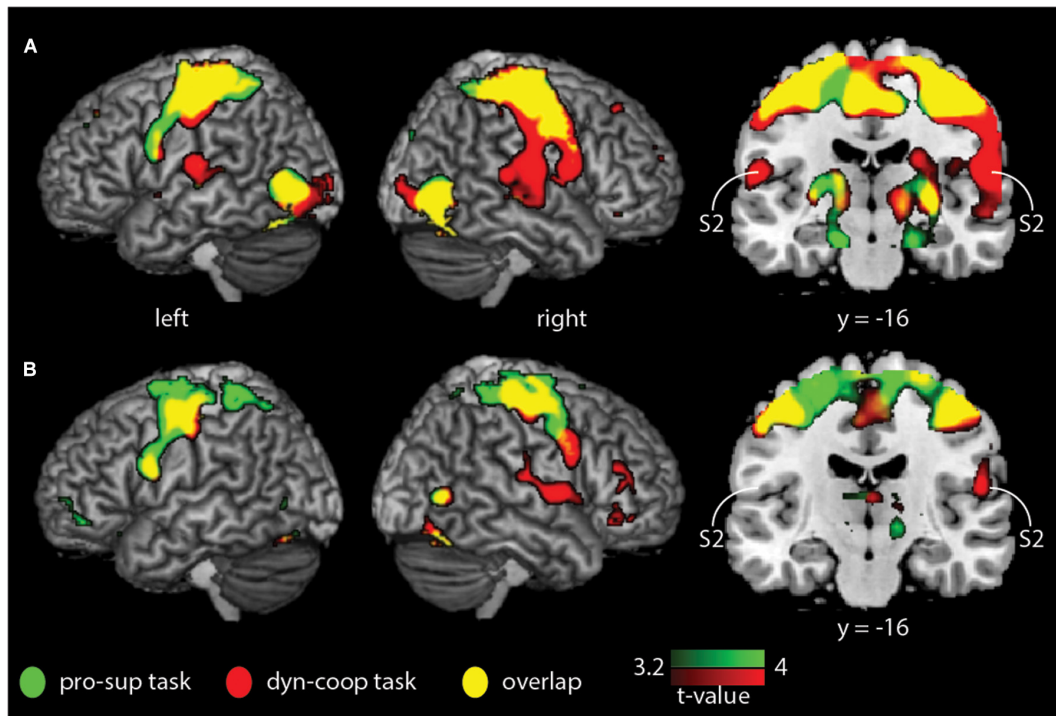 A
S2
S2
left
right
y = -16
B
S2
S2
y = -16
pro-sup task
dyn-coop task
overlap
3.2
4
t-value